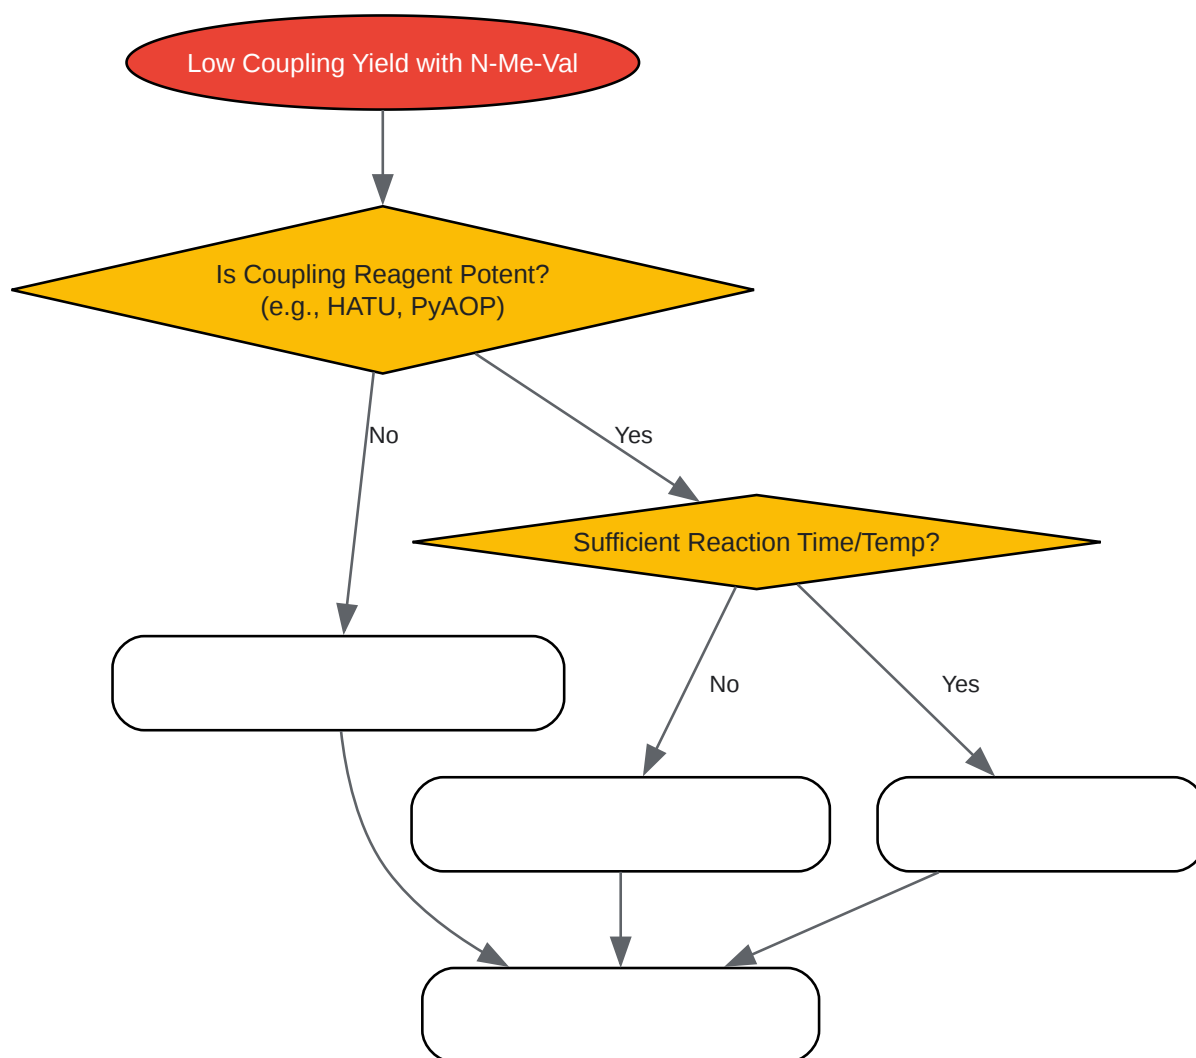 Low Coupling Yield with N-Me-Val
Is Coupling Reagent Potent?
(e.g., HATU, PyAOP)
No
Yes
Sufficient Reaction Time/Temp?
No
Yes